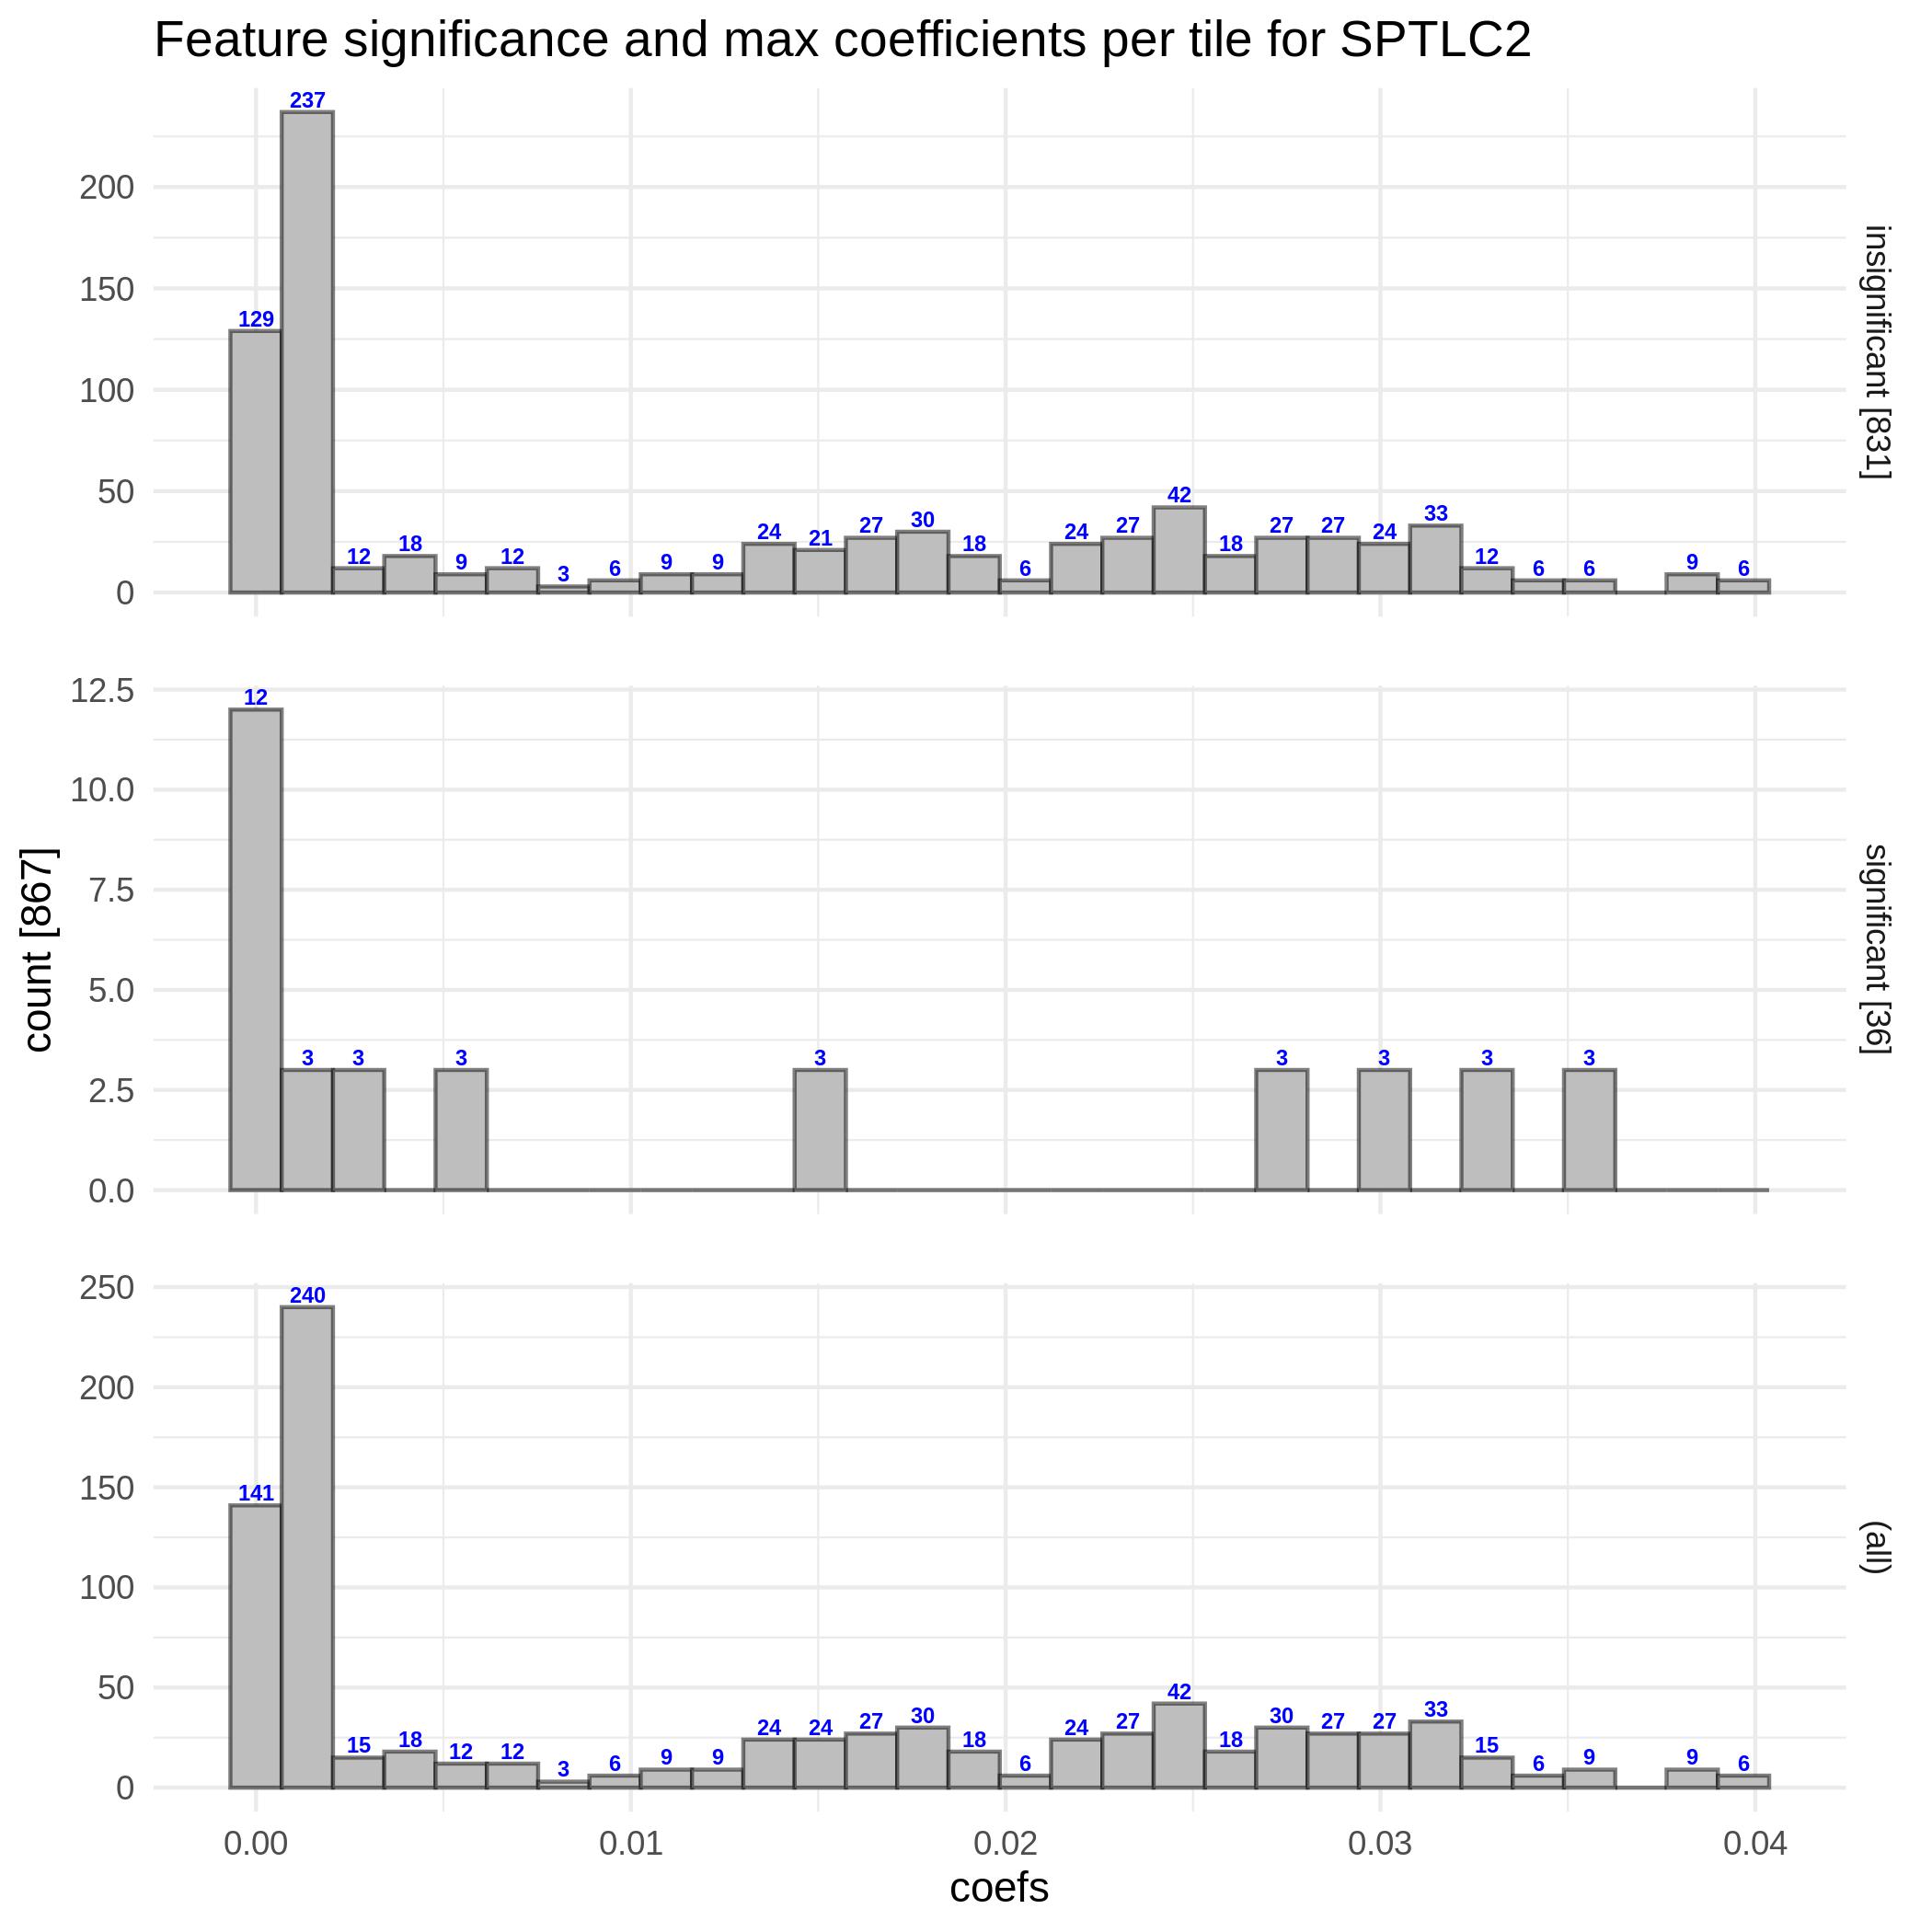 Feature significance and max coefficients per tile for SPTLC2
237
200
150
129
100
50
0
12 18 9 12 3 6 9 9 24 21 27 30 18 6 24 27 42 18 27 27 24 33 12 6 6 9 6
insignificant [831]
12.5
12
10.0
7.5
5.0
2.5
0.0
3 3 3 3 3 3 3 3
significant [36]
count [867]
250
240
200
150
141
100
50
0
15 18 12 12 3 6 9 9 24 24 27 30 18 6 24 27 42 18 30 27 27 33 15 6 9 9 6
(all)
0.00 0.01 0.02 0.03 0.04
coefs